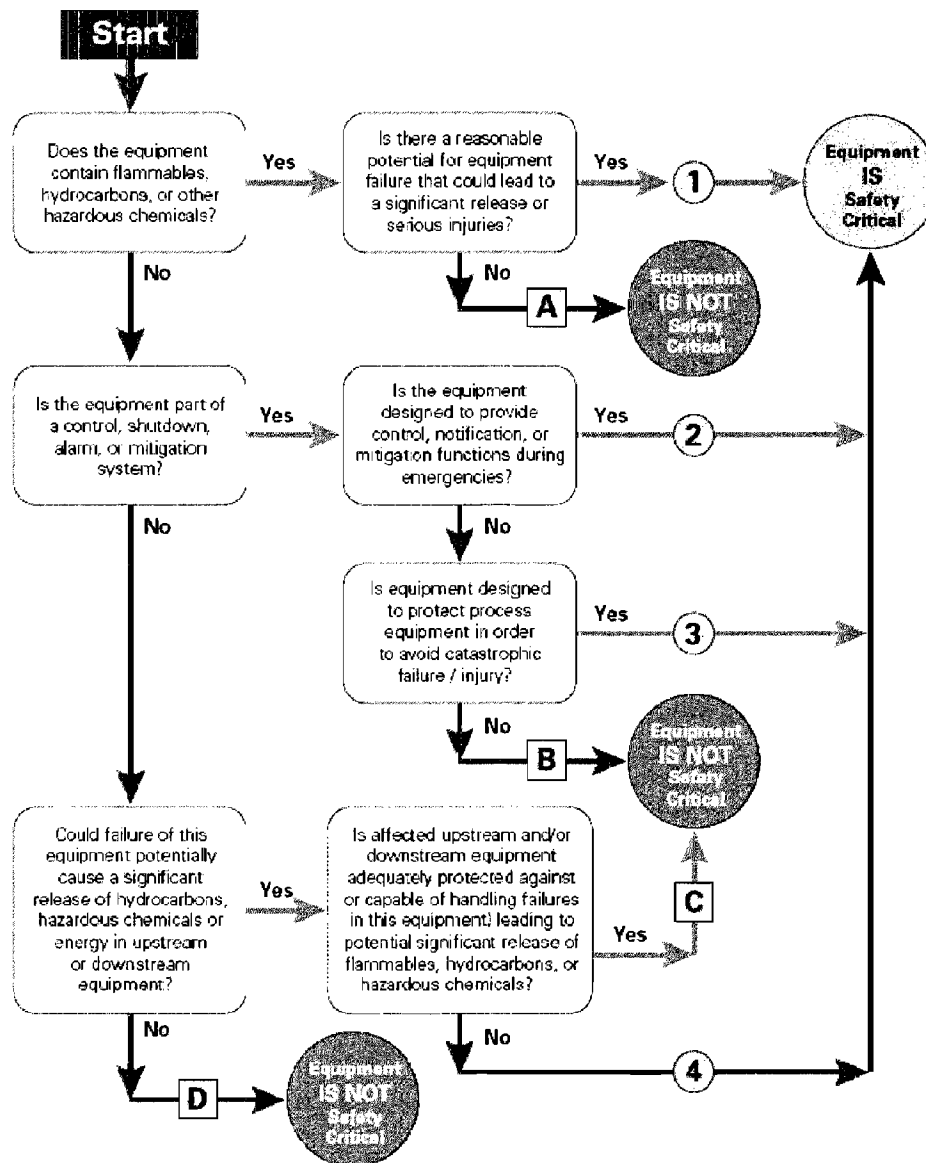 Start
Does the equipment
contain flammables,
hydrocarbons, or other
hazardous chemicals?
Yes
Is there a reasonable
potential for equipment
failure that could lead to
a significant release or
serious injuries?
Yes
1
Equipment
IS
Safety
Critical
No
No
A
Equipment
IS NOT
Safety
Critical
Is the equipment part of
a control, shutdown,
alarm, or mitigation
system?
Yes
Is the equipment
designed to provide
control, notification, or
mitigation functions during
emergencies?
Yes
2
No
No
Is equipment designed
to protect process
equipment in order
to avoid catastrophic
failure / injury?
Yes
3
No
B
Equipment
IS NOT
Safety
Critical
Could failure of this
equipment potentially
cause a significant
release of hydrocarbons,
hazardous chemicals or
energy in upstream
or downstream
equipment?
Yes
Is affected upstream and/or
downstream equipment
adequately protected against
or capable of handling failures
in this equipment) leading to
potential significant release of
flammables, hydrocarbons, or
hazardous chemicals?
Yes
C
No
D
Equipment
IS NOT
Safety
Critical
No
4